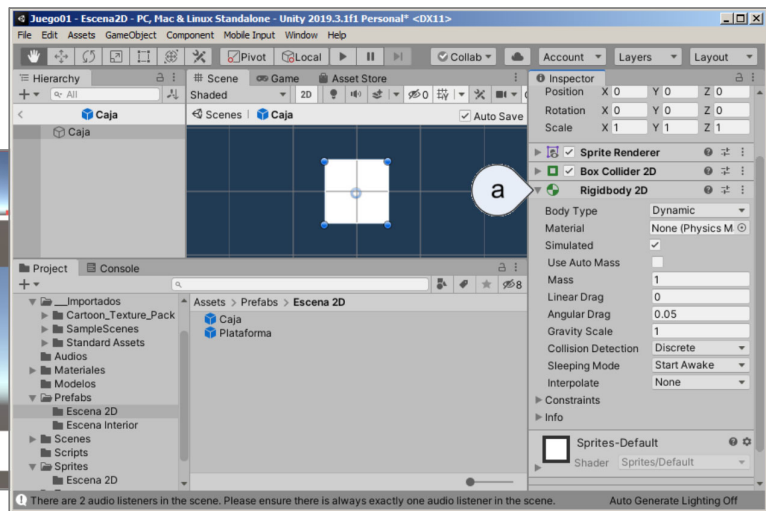 Juego01 - Escena2D - PC, Mac & Linux Standalone - Unity 2019.3.1f1 Personal* <DX11>
File Edit Assets GameObject Component Mobile Input Window Help
Pivot Local Collab Account Layers Layout
Hierarchy
All
Caja
Caja
Scene Game Asset Store
Shaded 2D 0
Scenes Caja Auto Save
a
Inspector
Position X 0 Y 0 Z 0
Rotation X 0 Y 0 Z 0
Scale X 1 Y 1 Z 1
Sprite Renderer
Box Collider 2D
Rigidbody 2D
Body Type Dynamic
Material None (Physics M
Simulated
Use Auto Mass
Mass 1
Linear Drag 0
Angular Drag 0.05
Gravity Scale 1
Collision Detection Discrete
Sleeping Mode Start Awake
Interpolate None
Constraints
Info
Sprites-Default
Shader Sprites/Default
Project Console
8
__Importados
Cartoon_Texture_Pack
SampleScenes
Standard Assets
Audios
Materiales
Modelos
Prefabs
Escena 2D
Escena Interior
Scenes
Scripts
Sprites
Escena 2D
Assets > Prefabs > Escena 2D
Caja
Plataforma
There are 2 audio listeners in the scene. Please ensure there is always exactly one audio listener in the scene. Auto Generate Lighting Off